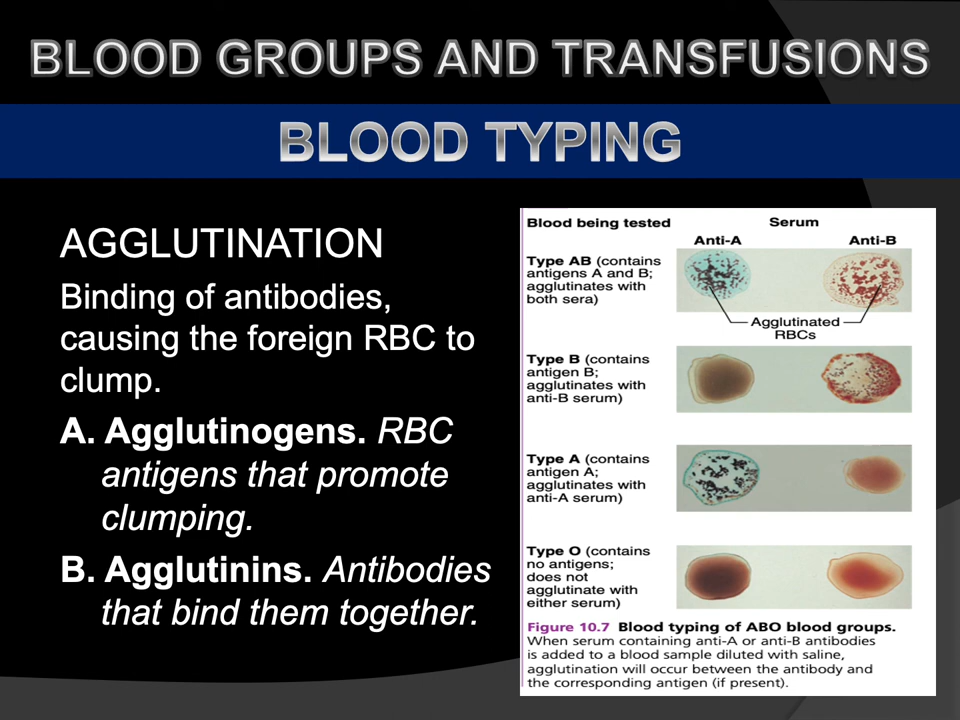 BLOOD GROUPS AND TRANSFUSIONS
BLOOD TYPING
AGGLUTINATION
Binding of antibodies,
causing the foreign RBC to
clump.
A. Agglutinogens. RBC
antigens that promote
clumping.
B. Agglutinins. Antibodies
that bind them together.
Blood being tested
Serum
Anti-A
Anti-B
Type AB (contains
antigens A and B;
agglutinates with
both sera)
Agglutinated
RBCs
Type B (contains
antigen B;
agglutinates with
anti-B serum)
Type A (contains
antigen A;
agglutinates with
anti-A serum)
Type O (contains
no antigens;
does not
agglutinate with
either serum)
Figure 10.7 Blood typing of ABO blood groups.
When serum containing anti-A or anti-B antibodies
is added to a blood sample diluted with saline,
agglutination will occur between the antibody and
the corresponding antigen (if present).